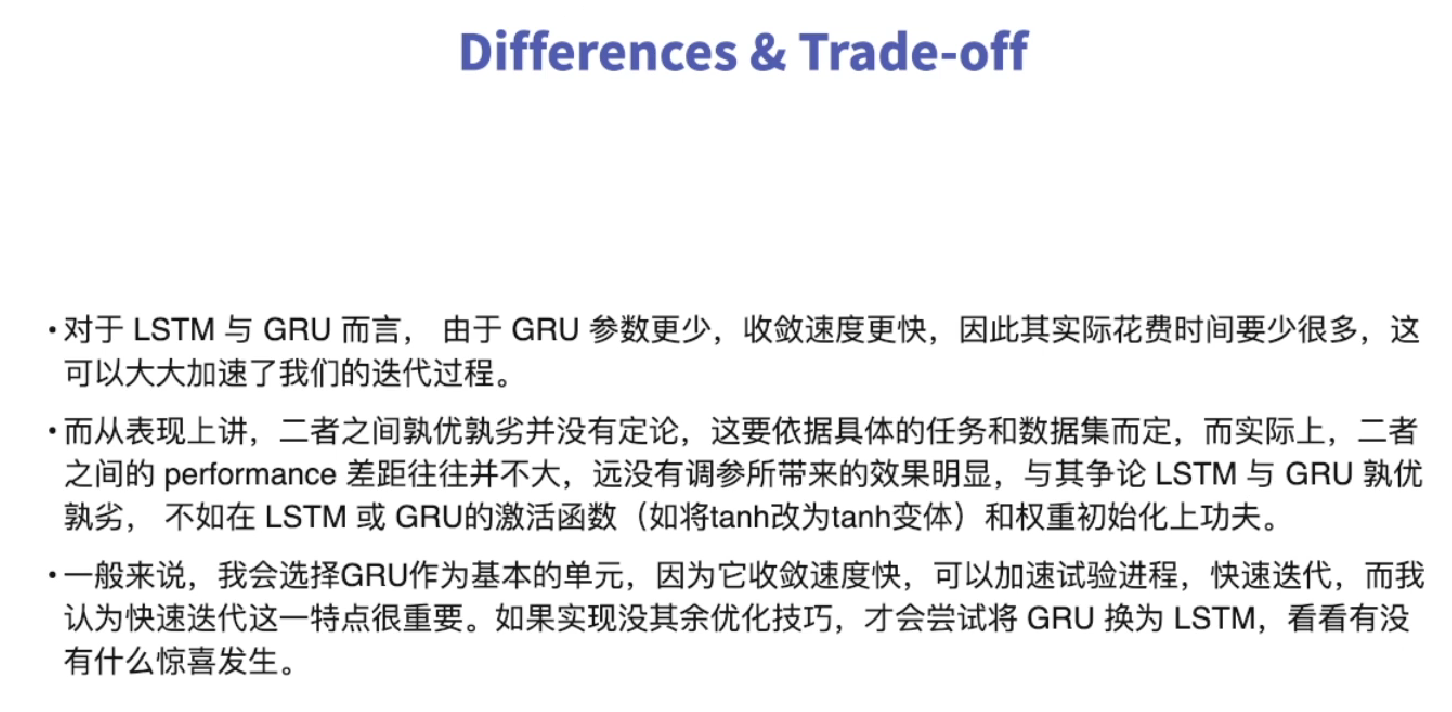 Differences & Trade-off
•对于 LSTM 与 GRU 而言， 由于 GRU 参数更少，收敛速度更快，因此其实际花费时间要少很多，这
可以大大加速了我们的迭代过程。
•而从表现上讲，二者之间孰优孰劣并没有定论，这要依据具体的任务和数据集而定，而实际上，二者
之间的 performance 差距往往并不大，远没有调参所带来的效果明显，与其争论 LSTM 与 GRU 孰优
孰劣， 不如在 LSTM 或 GRU的激活函数（如将tanh改为tanh变体）和权重初始化上功夫。
•一般来说，我会选择GRU作为基本的单元，因为它收敛速度快，可以加速试验进程，快速迭代，而我
认为快速迭代这一特点很重要。如果实现没其余优化技巧，才会尝试将 GRU 换为 LSTM，看看有没
有什么惊喜发生。